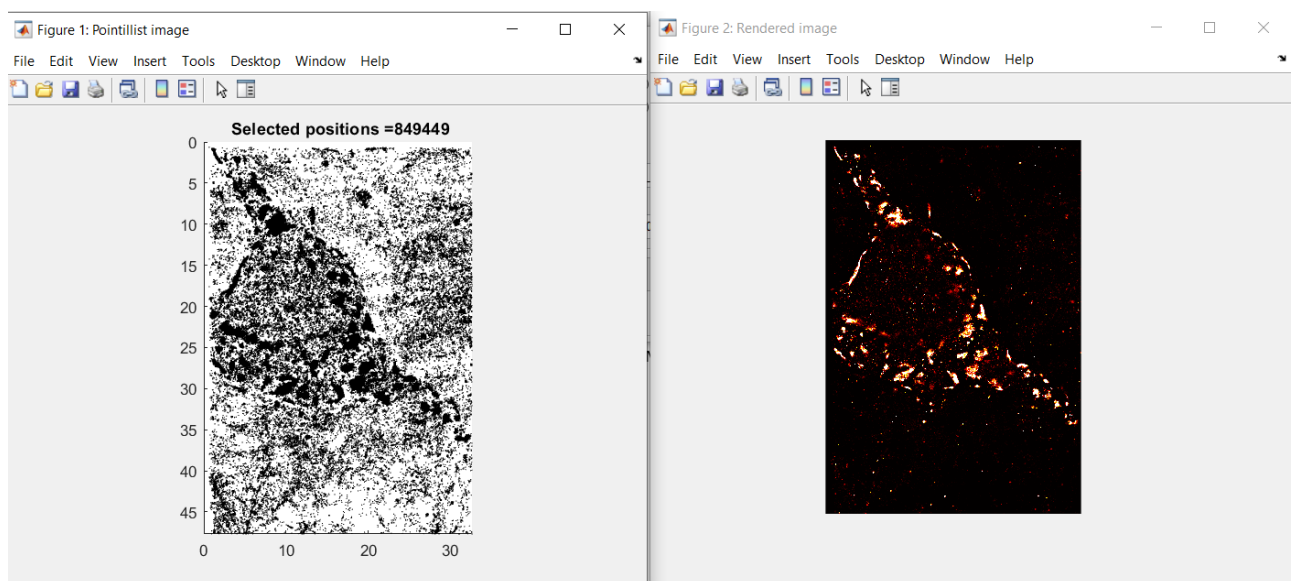 Figure 1: Pointillist image
File Edit View Insert Tools Desktop Window Help
Selected positions =849449
0
5
10
15
20
25
30
35
40
45
0 10 20 30
Figure 2: Rendered image
File Edit View Insert Tools Desktop Window Help